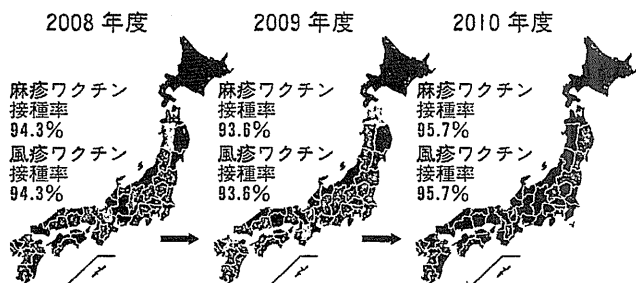 2008 年度
麻疹ワクチン
接種率
94.3%
風疹ワクチン
接種率
94.3%
2009 年度
麻疹ワクチン
接種率
93.6%
風疹ワクチン
接種率
93.6%
2010 年度
麻疹ワクチン
接種率
95.7%
風疹ワクチン
接種率
95.7%